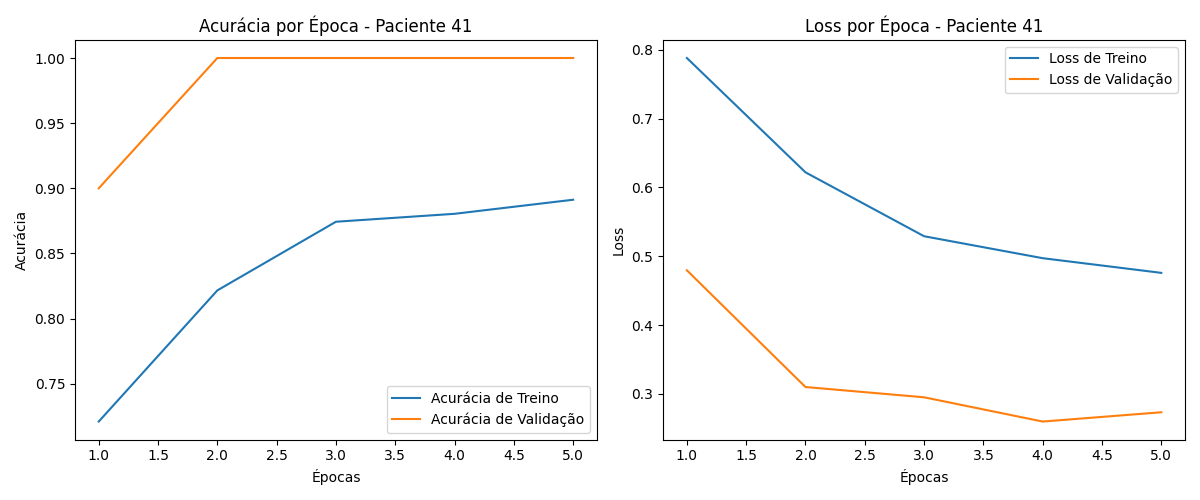 Acurácia por Época - Paciente 41
Acurácia
1.00
0.95
0.90
0.85
0.80
0.75
Acurácia de Treino
Acurácia de Validação
1.0 1.5 2.0 2.5 3.0 3.5 4.0 4.5 5.0
Épocas
Loss por Época - Paciente 41
Loss
0.8
0.7
0.6
0.5
0.4
0.3
Loss de Treino
Loss de Validação
1.0 1.5 2.0 2.5 3.0 3.5 4.0 4.5 5.0
Épocas